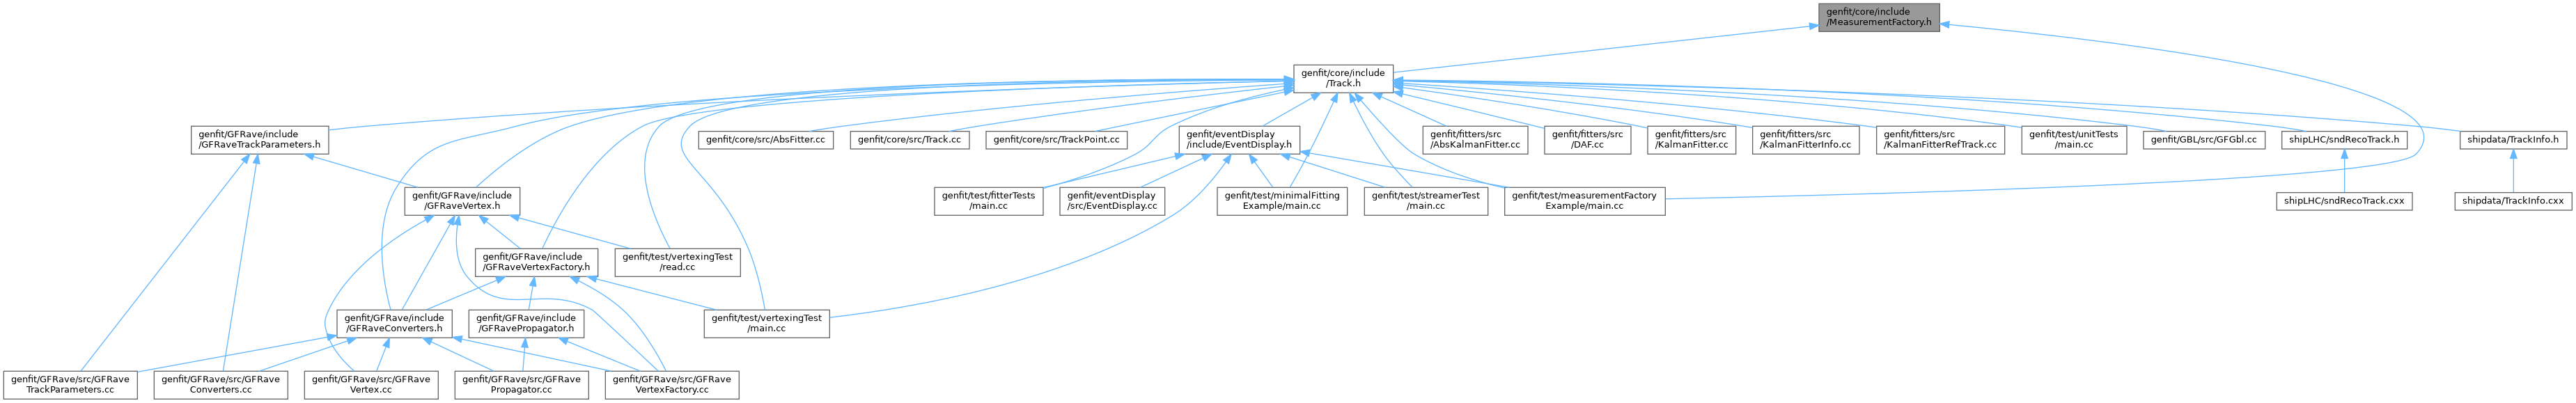 genfit/core/include
/MeasurementFactory.h
genfit/core/include
/Track.h
genfit/GFRave/include
/GFRaveTrackParameters.h
genfit/core/src/AbsFitter.cc
genfit/core/src/Track.cc
genfit/core/src/TrackPoint.cc
genfit/eventDisplay
/include/EventDisplay.h
genfit/fitters/src
/AbsKalmanFitter.cc
genfit/fitters/src
/DAF.cc
genfit/fitters/src
/KalmanFitter.cc
genfit/fitters/src
/KalmanFitterInfo.cc
genfit/fitters/src
/KalmanFitterRefTrack.cc
genfit/test/unitTests
/main.cc
genfit/GBL/src/GFGbl.cc
shipLHC/sndRecoTrack.h
shipdata/TrackInfo.h
genfit/GFRave/include
/GFRaveVertex.h
genfit/test/fitterTests
/main.cc
genfit/eventDisplay
/src/EventDisplay.cc
genfit/test/minimalFitting
Example/main.cc
genfit/test/streamerTest
/main.cc
genfit/test/measurementFactory
Example/main.cc
shipLHC/sndRecoTrack.cxx
shipdata/TrackInfo.cxx
genfit/GFRave/include
/GFRaveVertexFactory.h
genfit/test/vertexingTest
/read.cc
genfit/GFRave/include
/GFRaveConverters.h
genfit/GFRave/include
/GFRavePropagator.h
genfit/test/vertexingTest
/main.cc
genfit/GFRave/src/GFRave
TrackParameters.cc
genfit/GFRave/src/GFRave
Converters.cc
genfit/GFRave/src/GFRave
Vertex.cc
genfit/GFRave/src/GFRave
Propagator.cc
genfit/GFRave/src/GFRave
VertexFactory.cc